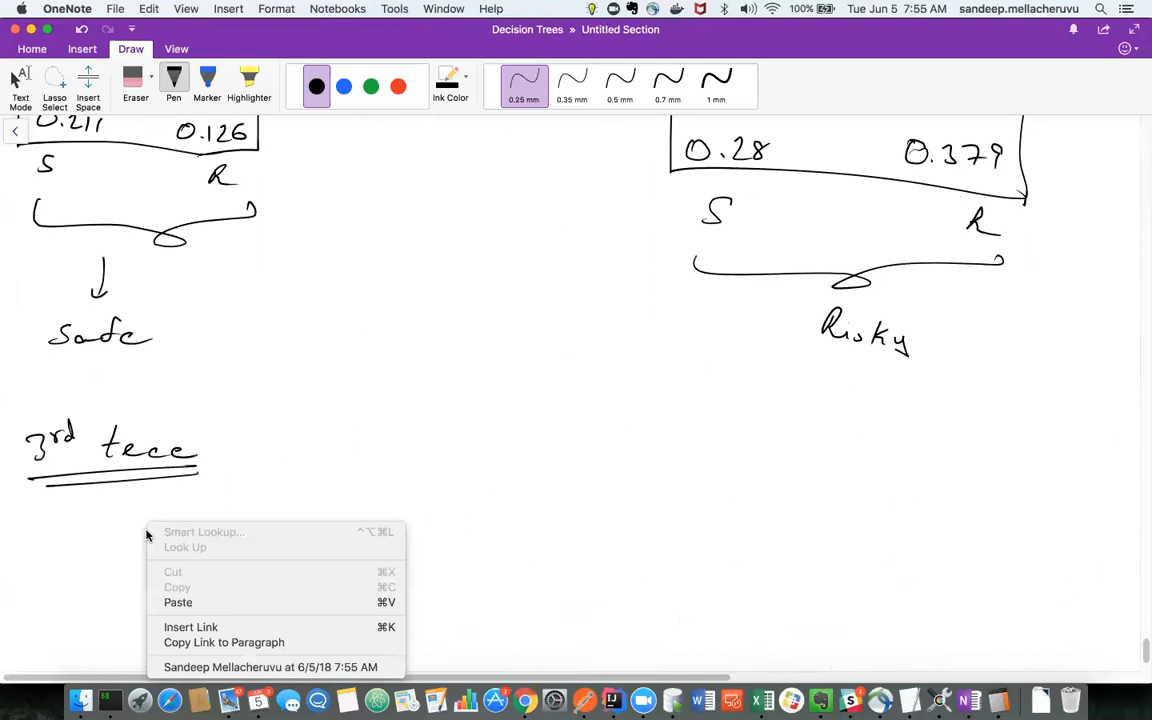 OneNote File Edit View Insert Format Notebooks Tools Window Help 100% Tue Jun 5 7:55 AM sandeep.mellacheruvu
Decision Trees » Untitled Section
Home Insert Draw View
Text Mode Lasso Select Insert Space Eraser Pen Marker Highlighter Ink Color 0.25 mm 0.35 mm 0.5 mm 0.7 mm 1 mm
0.211 0.126 0.28 0.379
S R S R
Safe Risky
3rd tree
Smart Lookup... ^⌥⌘L
Look Up
Cut ⌘X
Copy ⌘C
Paste ⌘V
Insert Link ⌘K
Copy Link to Paragraph
Sandeep Mellacheruvu at 6/5/18 7:55 AM